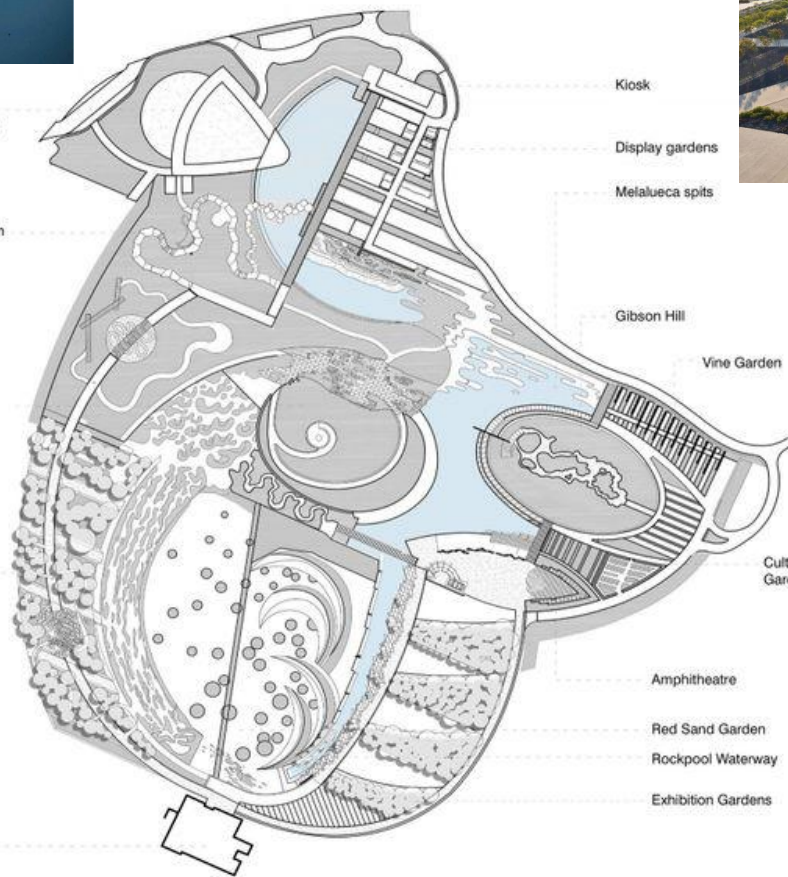 Kiosk
Display gardens
Melalueca spits
Gibson Hill
Vine Garden
Amphitheatre
Red Sand Garden
Rockpool Waterway
Exhibition Gardens